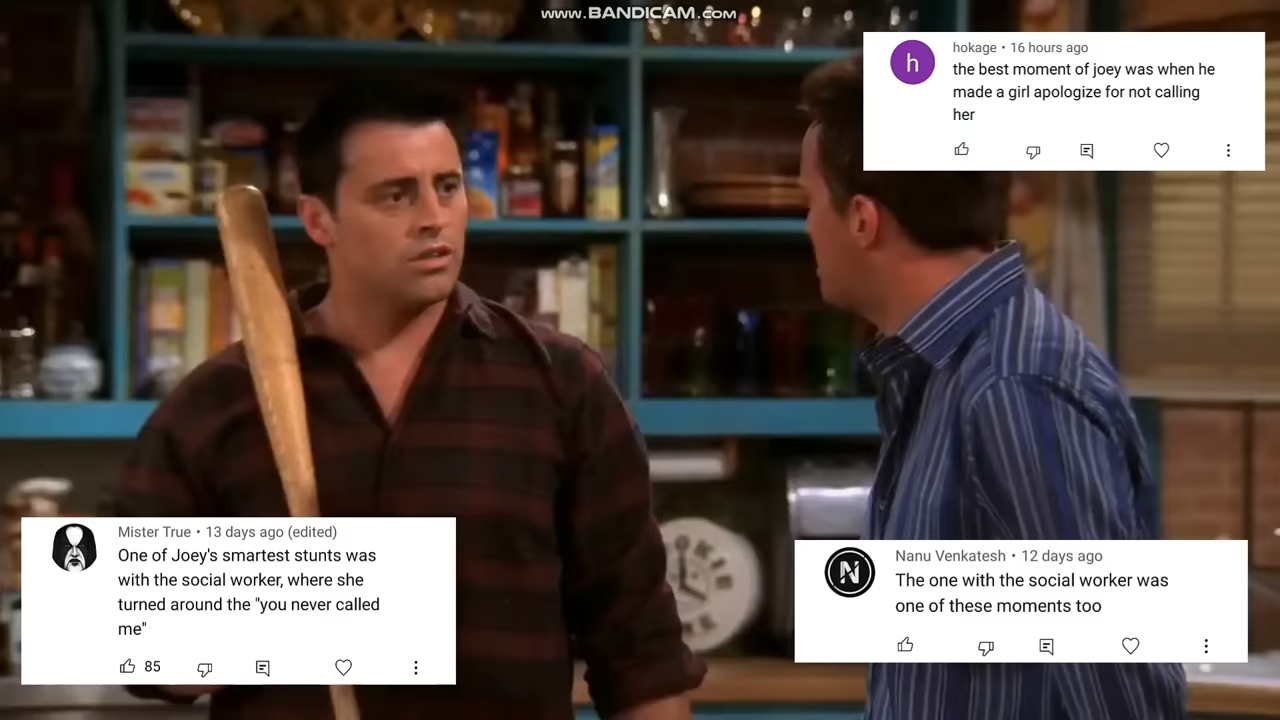 www.BANDICAM.com
h
hokage • 16 hours ago
the best moment of joey was when he
made a girl apologize for not calling
her
Mister True • 13 days ago (edited)
One of Joey's smartest stunts was
with the social worker, where she
turned around the "you never called
me"
85
N
Nanu Venkatesh • 12 days ago
The one with the social worker was
one of these moments too